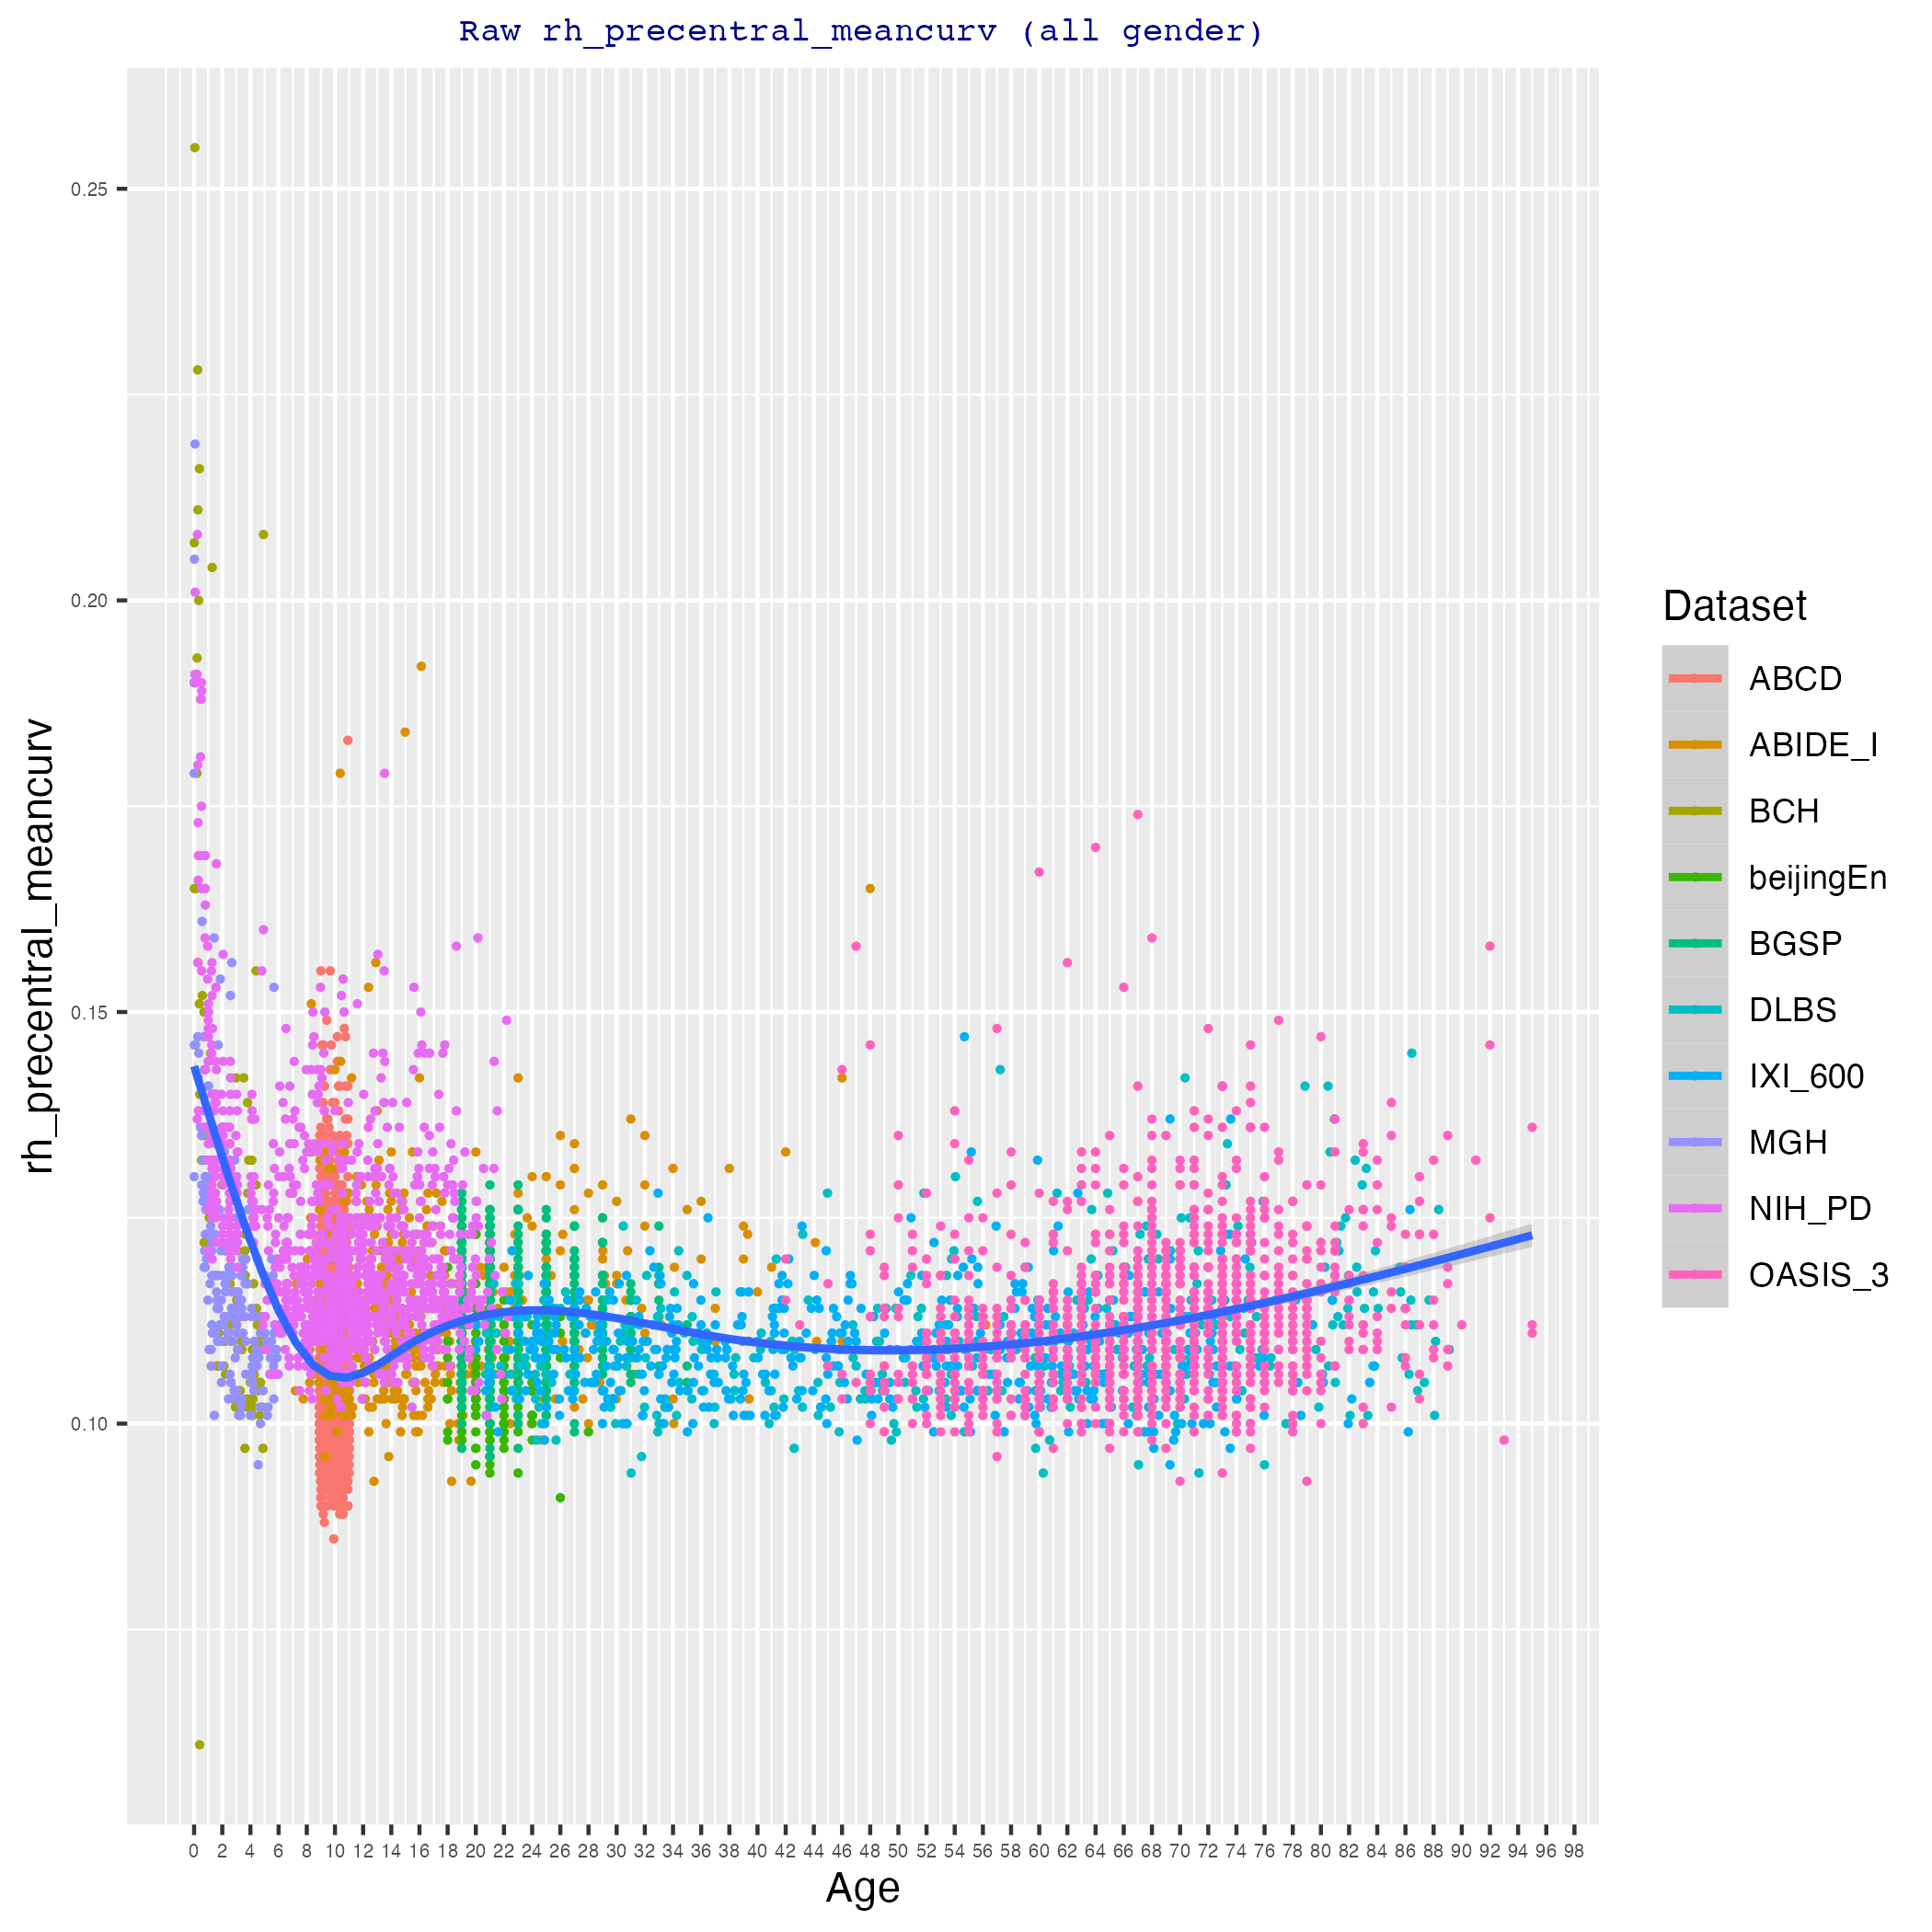 Raw rh_precentral_meancurv (all gender)
rh_precentral_meancurv
0.25
0.20
0.15
0.10
0 2 4 6 8 10 12 14 16 18 20 22 24 26 28 30 32 34 36 38 40 42 44 46 48 50 52 54 56 58 60 62 64 66 68 70 72 74 76 78 80 82 84 86 88 90 92 94 96 98
Age
Dataset
ABCD
ABIDE_I
BCH
beijingEn
BGSP
DLBS
IXI_600
MGH
NIH_PD
OASIS_3